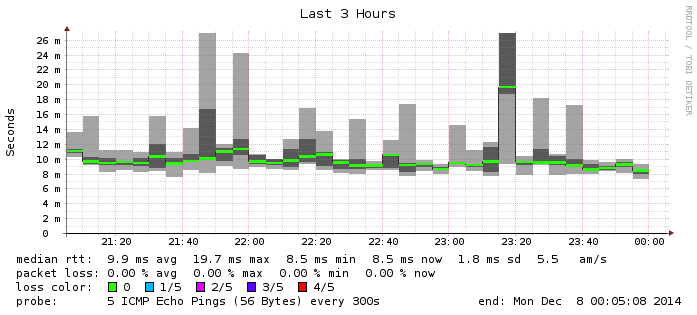 Last 3 Hours
RRDTOOL / TOBI OETIKER
Seconds
26 m
24 m
22 m
20 m
18 m
16 m
14 m
12 m
10 m
8 m
6 m
4 m
2 m
0
21:20 21:40 22:00 22:20 22:40 23:00 23:20 23:40 00:00
median rtt: 9.9 ms avg 19.7 ms max 8.5 ms min 8.5 ms now 1.8 ms sd 5.5 am/s
packet loss: 0.00 % avg 0.00 % max 0.00 % min 0.00 % now
loss color: 0 1/5 2/5 3/5 4/5
probe: 5 ICMP Echo Pings (56 Bytes) every 300s end: Mon Dec 8 00:05:08 2014